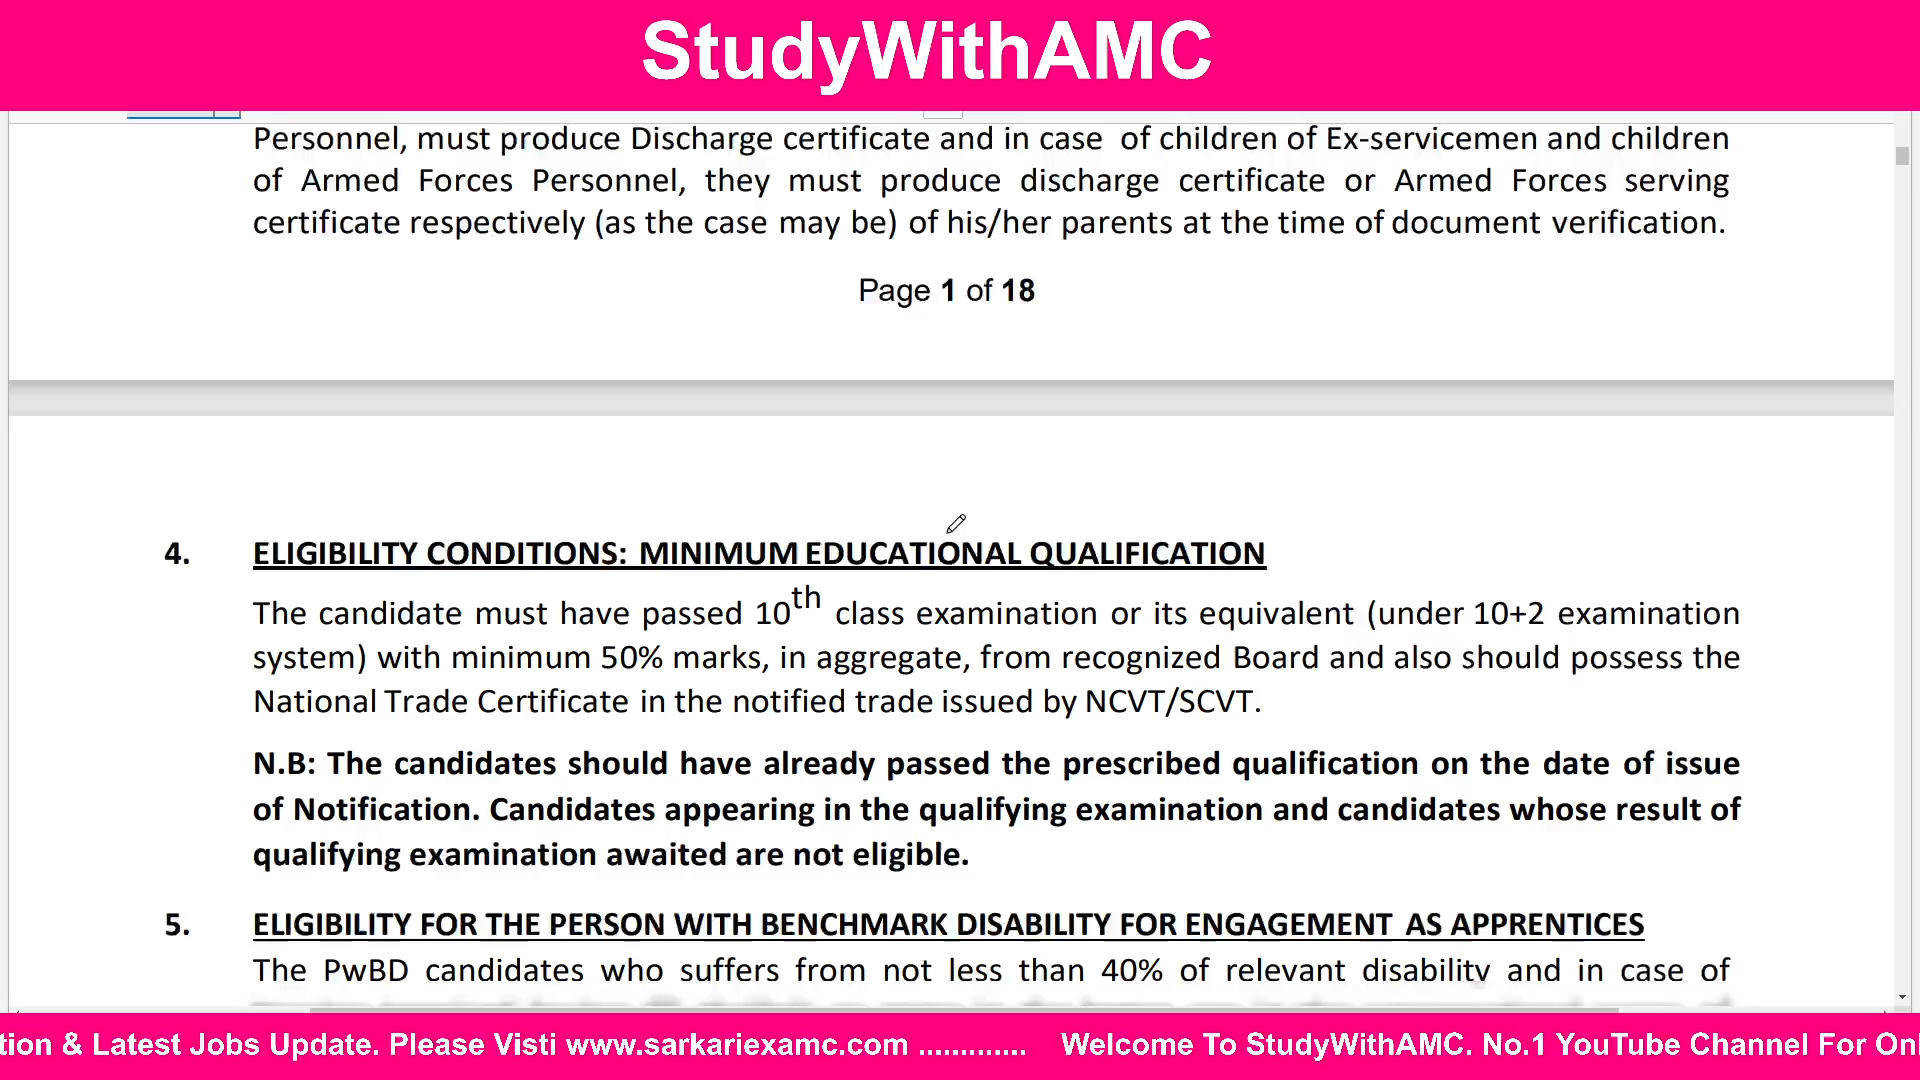 StudyWithAMC
Personnel, must produce Discharge certificate and in case of children of Ex-servicemen and children
of Armed Forces Personnel, they must produce discharge certificate or Armed Forces serving
certificate respectively (as the case may be) of his/her parents at the time of document verification.
Page 1 of 18
4. ELIGIBILITY CONDITIONS: MINIMUM EDUCATIONAL QUALIFICATION
The candidate must have passed 10th class examination or its equivalent (under 10+2 examination
system) with minimum 50% marks, in aggregate, from recognized Board and also should possess the
National Trade Certificate in the notified trade issued by NCVT/SCVT.
N.B: The candidates should have already passed the prescribed qualification on the date of issue
of Notification. Candidates appearing in the qualifying examination and candidates whose result of
qualifying examination awaited are not eligible.
5. ELIGIBILITY FOR THE PERSON WITH BENCHMARK DISABILITY FOR ENGAGEMENT AS APPRENTICES
The PwBD candidates who suffers from not less than 40% of relevant disability and in case of
tion & Latest Jobs Update. Please Visti www.sarkariexamc.com ............. Welcome To StudyWithAMC. No.1 YouTube Channel For Onl